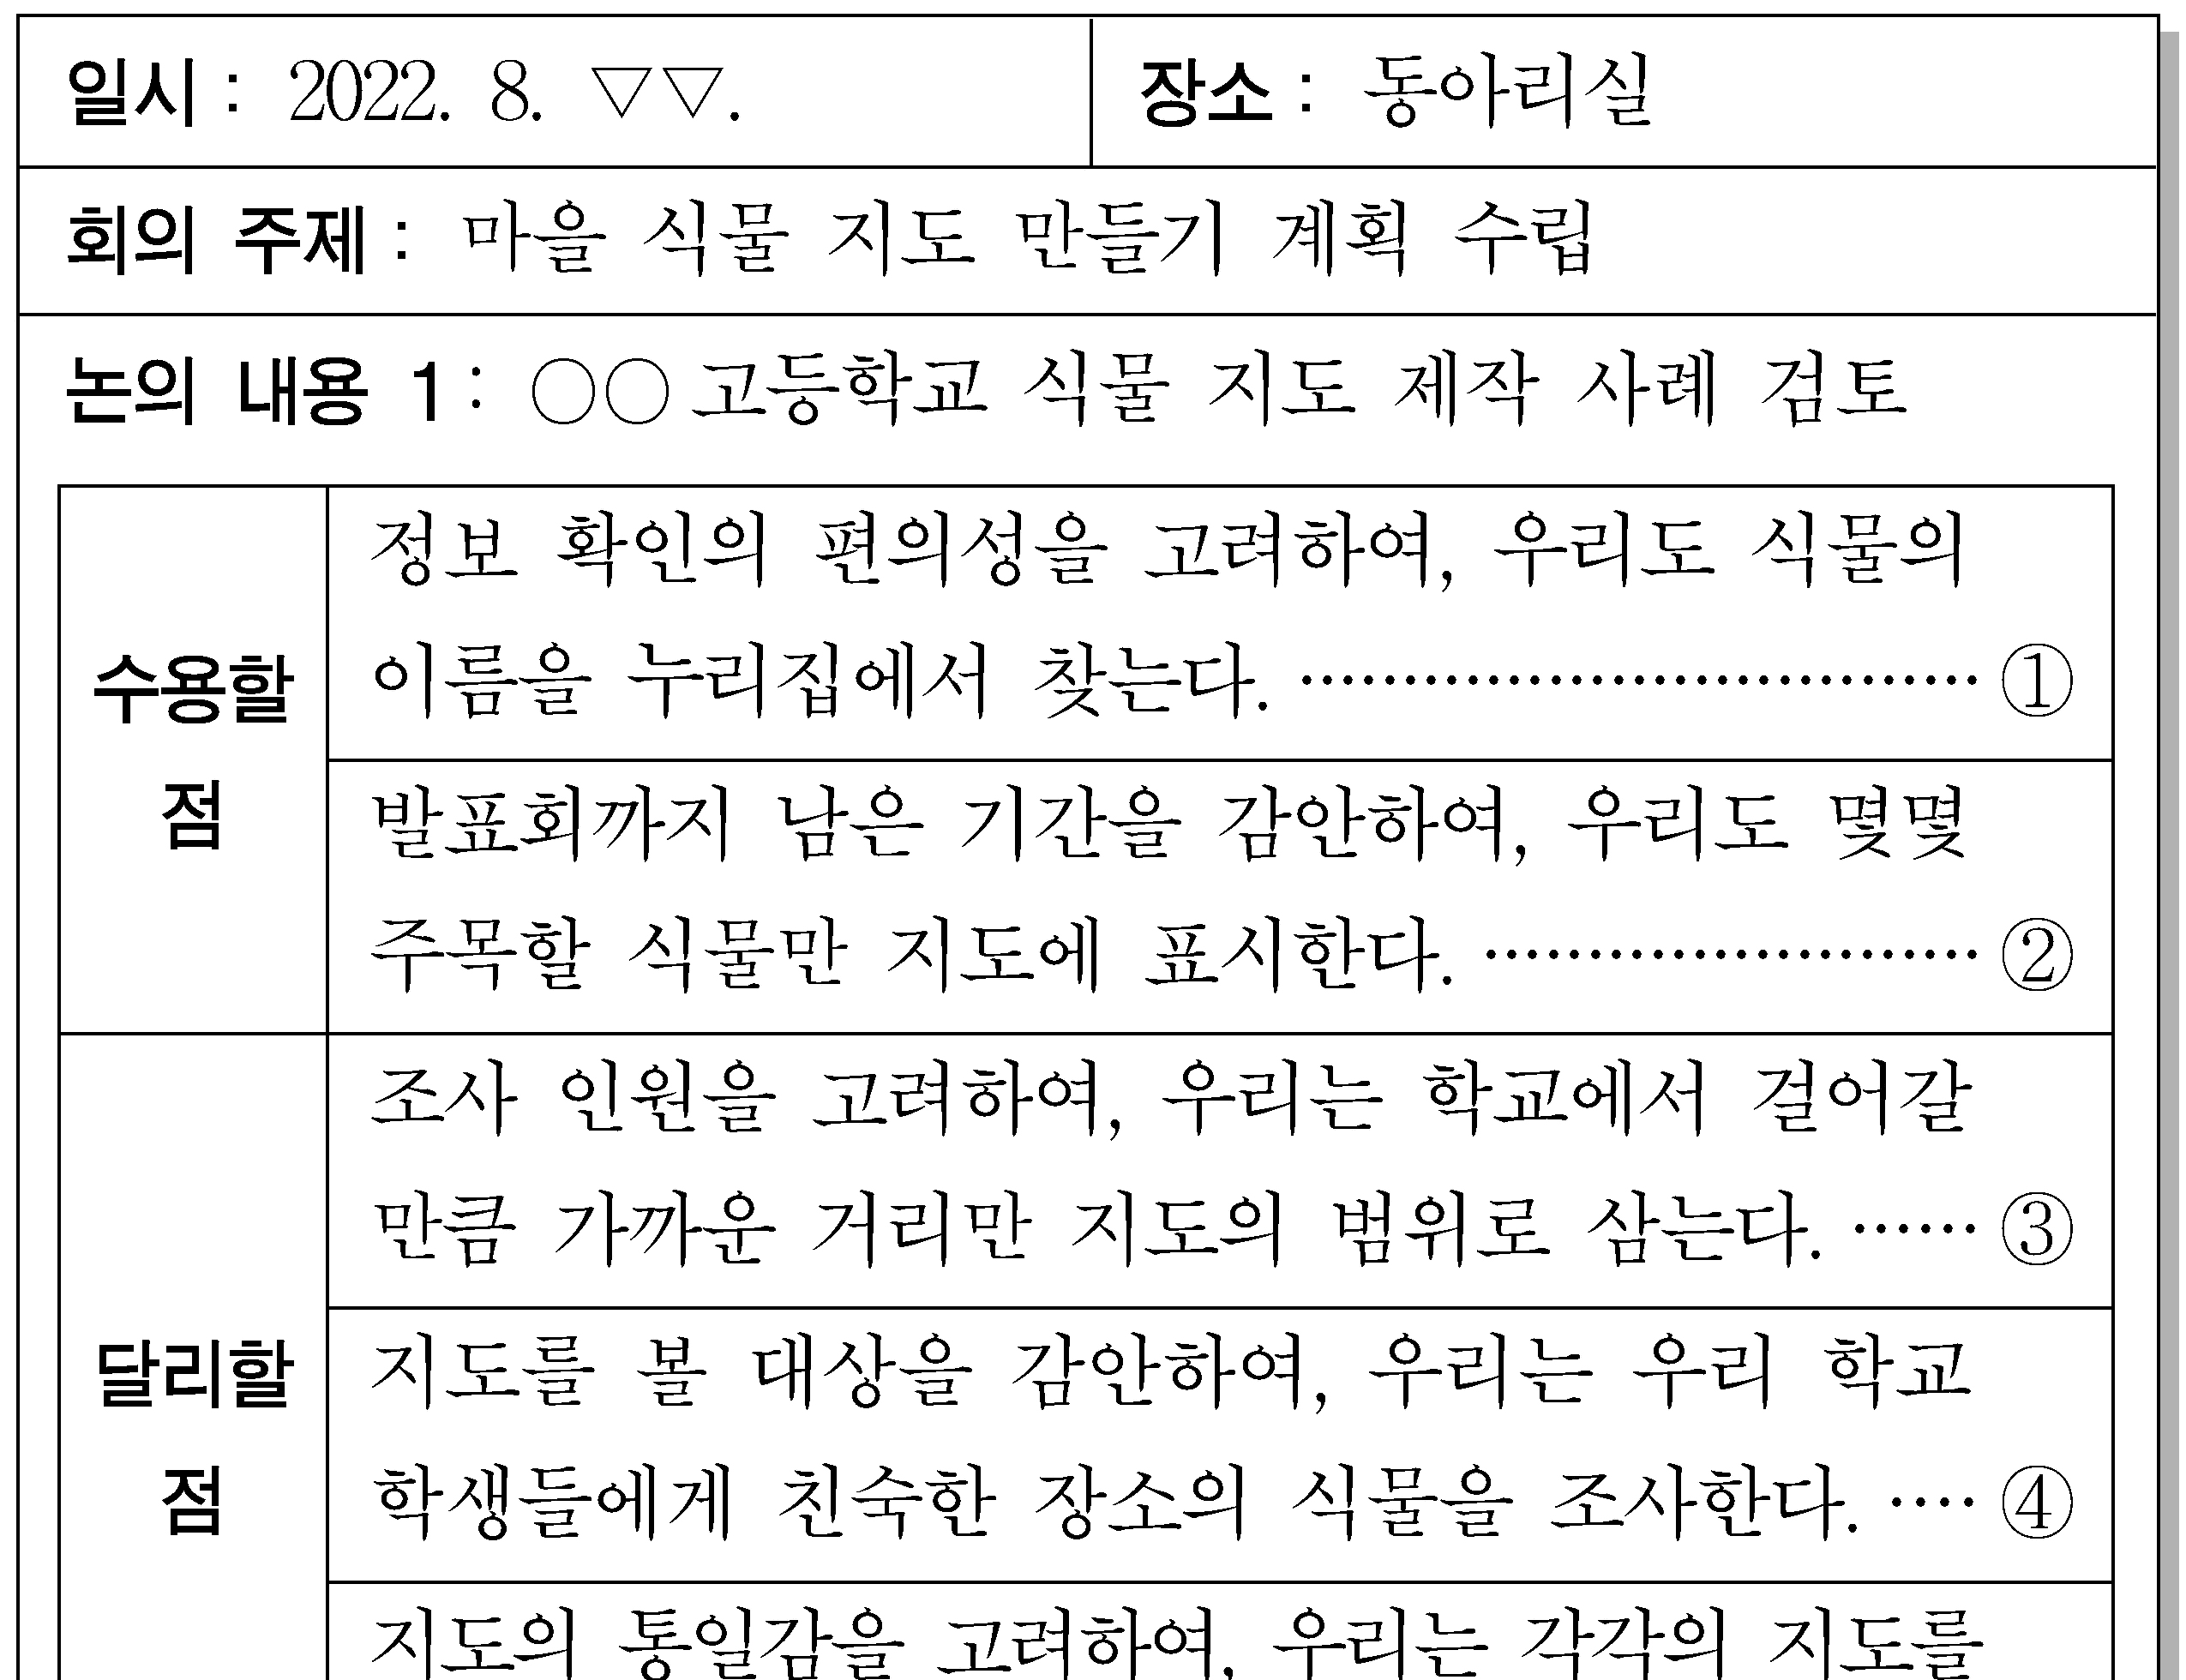 일시 : 2022. 8. ▽▽.
장소 : 동아리실
회의 주제 : 마을 식물 지도 만들기 계획 수립
논의 내용 1 : ○○고등학교 식물 지도 제작 사례 검토
수용할
점
정보 확인의 편의성을 고려하여, 우리도 식물의
이름을 누리집에서 찾는다. ································· ①
발표회까지 남은 기간을 감안하여, 우리도 몇몇
주목할 식물만 지도에 표시한다. ························ ②
달리할
점
조사 인원을 고려하여, 우리는 학교에서 걸어갈
만큼 가까운 거리만 지도의 범위로 삼는다. ······ ③
지도를 볼 대상을 감안하여, 우리는 우리 학교
학생들에게 친숙한 장소의 식물을 조사한다. ···· ④
지도의 통일감을 고려하여, 우리는 각각의 지도를